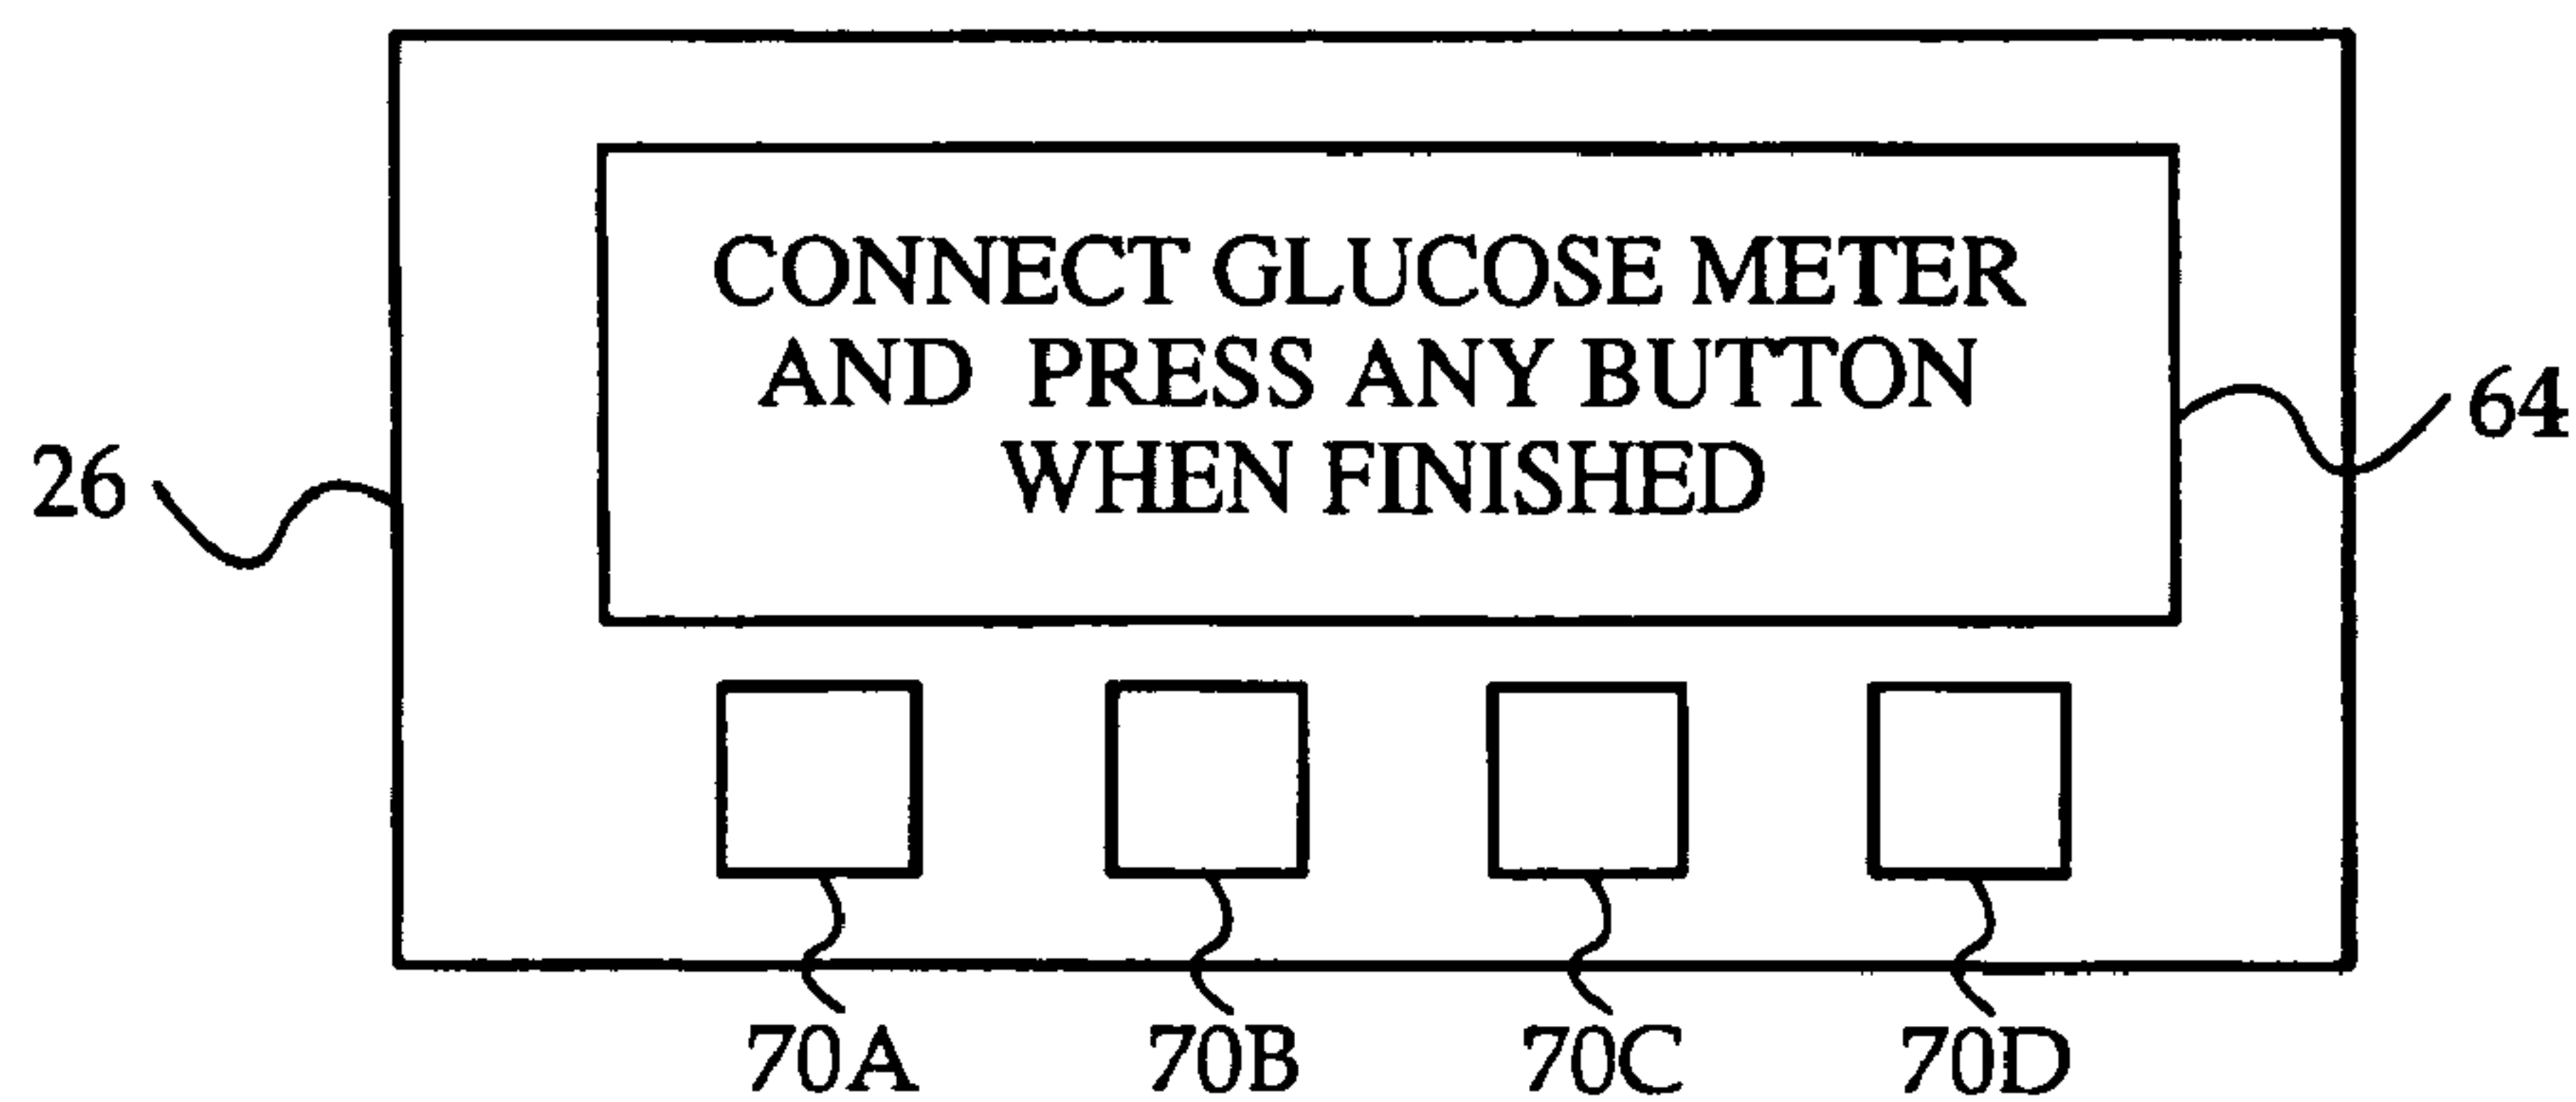 CONNECT GLUCOSE METER
AND PRESS ANY BUTTON
WHEN FINISHED
64
26
70A 70B 70C 70D